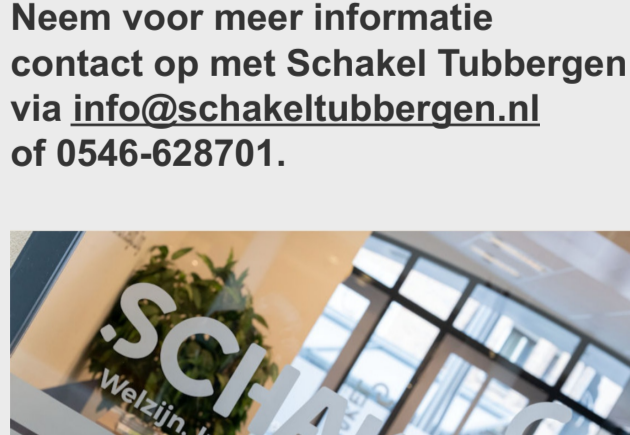 Neem voor meer informatie
contact op met Schakel Tubbergen
via info@schakeltubbergen.nl
of 0546-628701.
.SCHA
Welzijn.